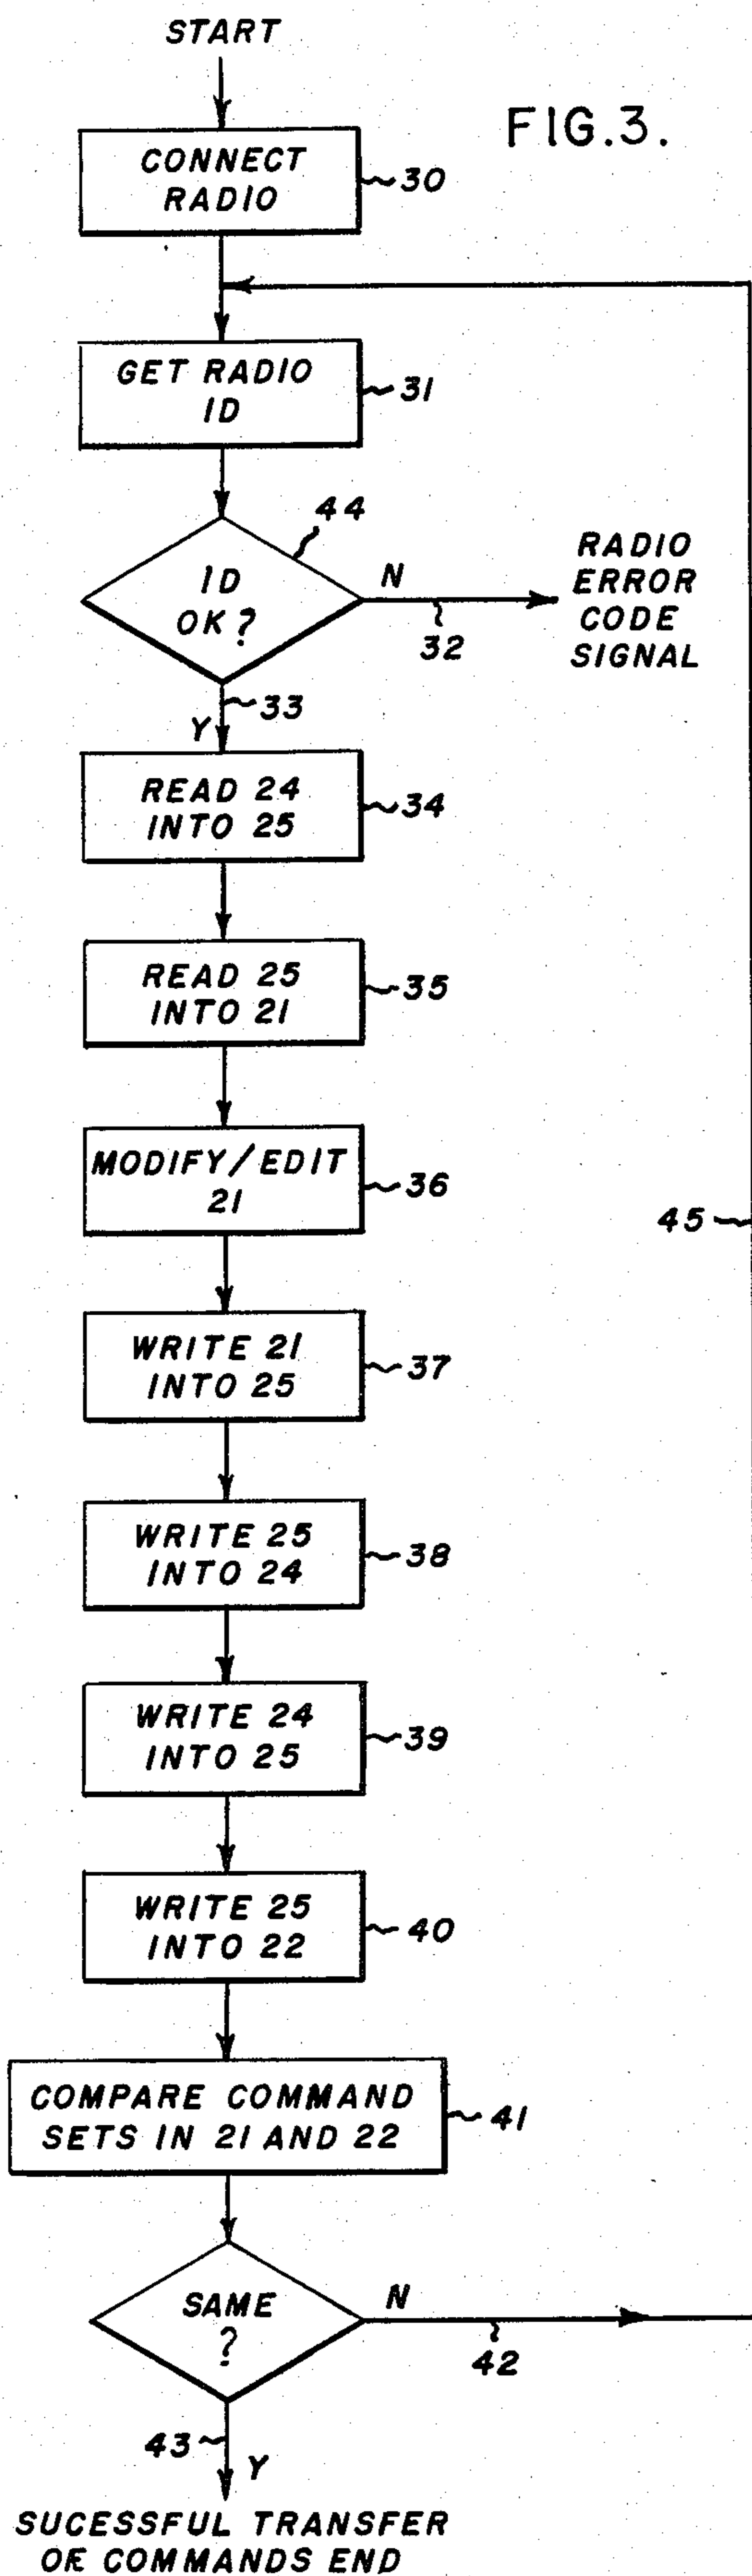 START
FIG.3.
CONNECT
RADIO
30
GET RADIO
ID
31
44
ID
OK?
N
32
RADIO
ERROR
CODE
SIGNAL
33
Y
READ 24
INTO 25
34
READ 25
INTO 21
35
MODIFY/EDIT
21
36
45
WRITE 21
INTO 25
37
WRITE 25
INTO 24
38
WRITE 24
INTO 25
39
WRITE 25
INTO 22
40
COMPARE COMMAND
SETS IN 21 AND 22
41
SAME
?
N
42
43
Y
SUCESSFUL TRANSFER
OF COMMANDS END